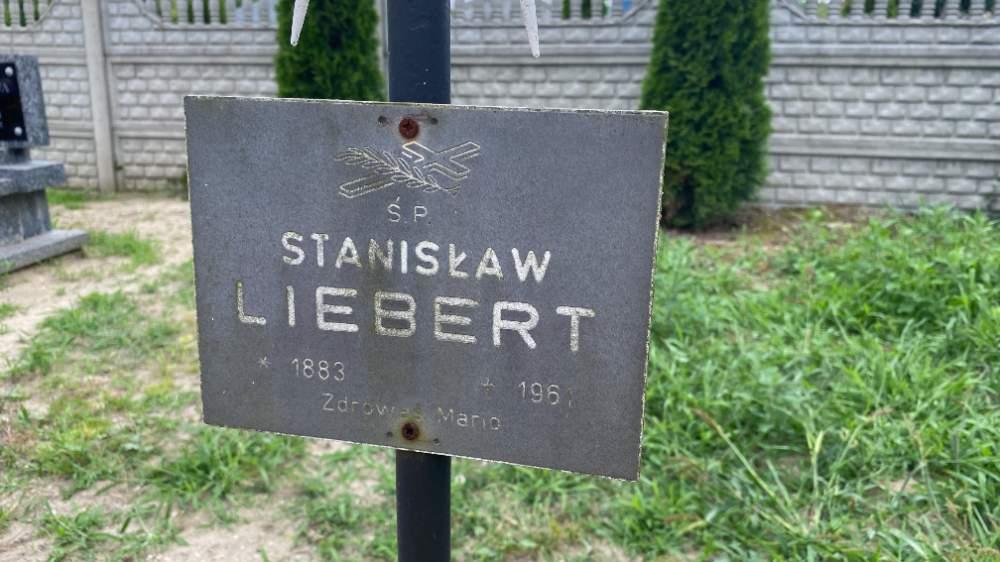 Ś.P.
STANISŁAW
LIEBERT
* 1883
Zdrowaś Mario